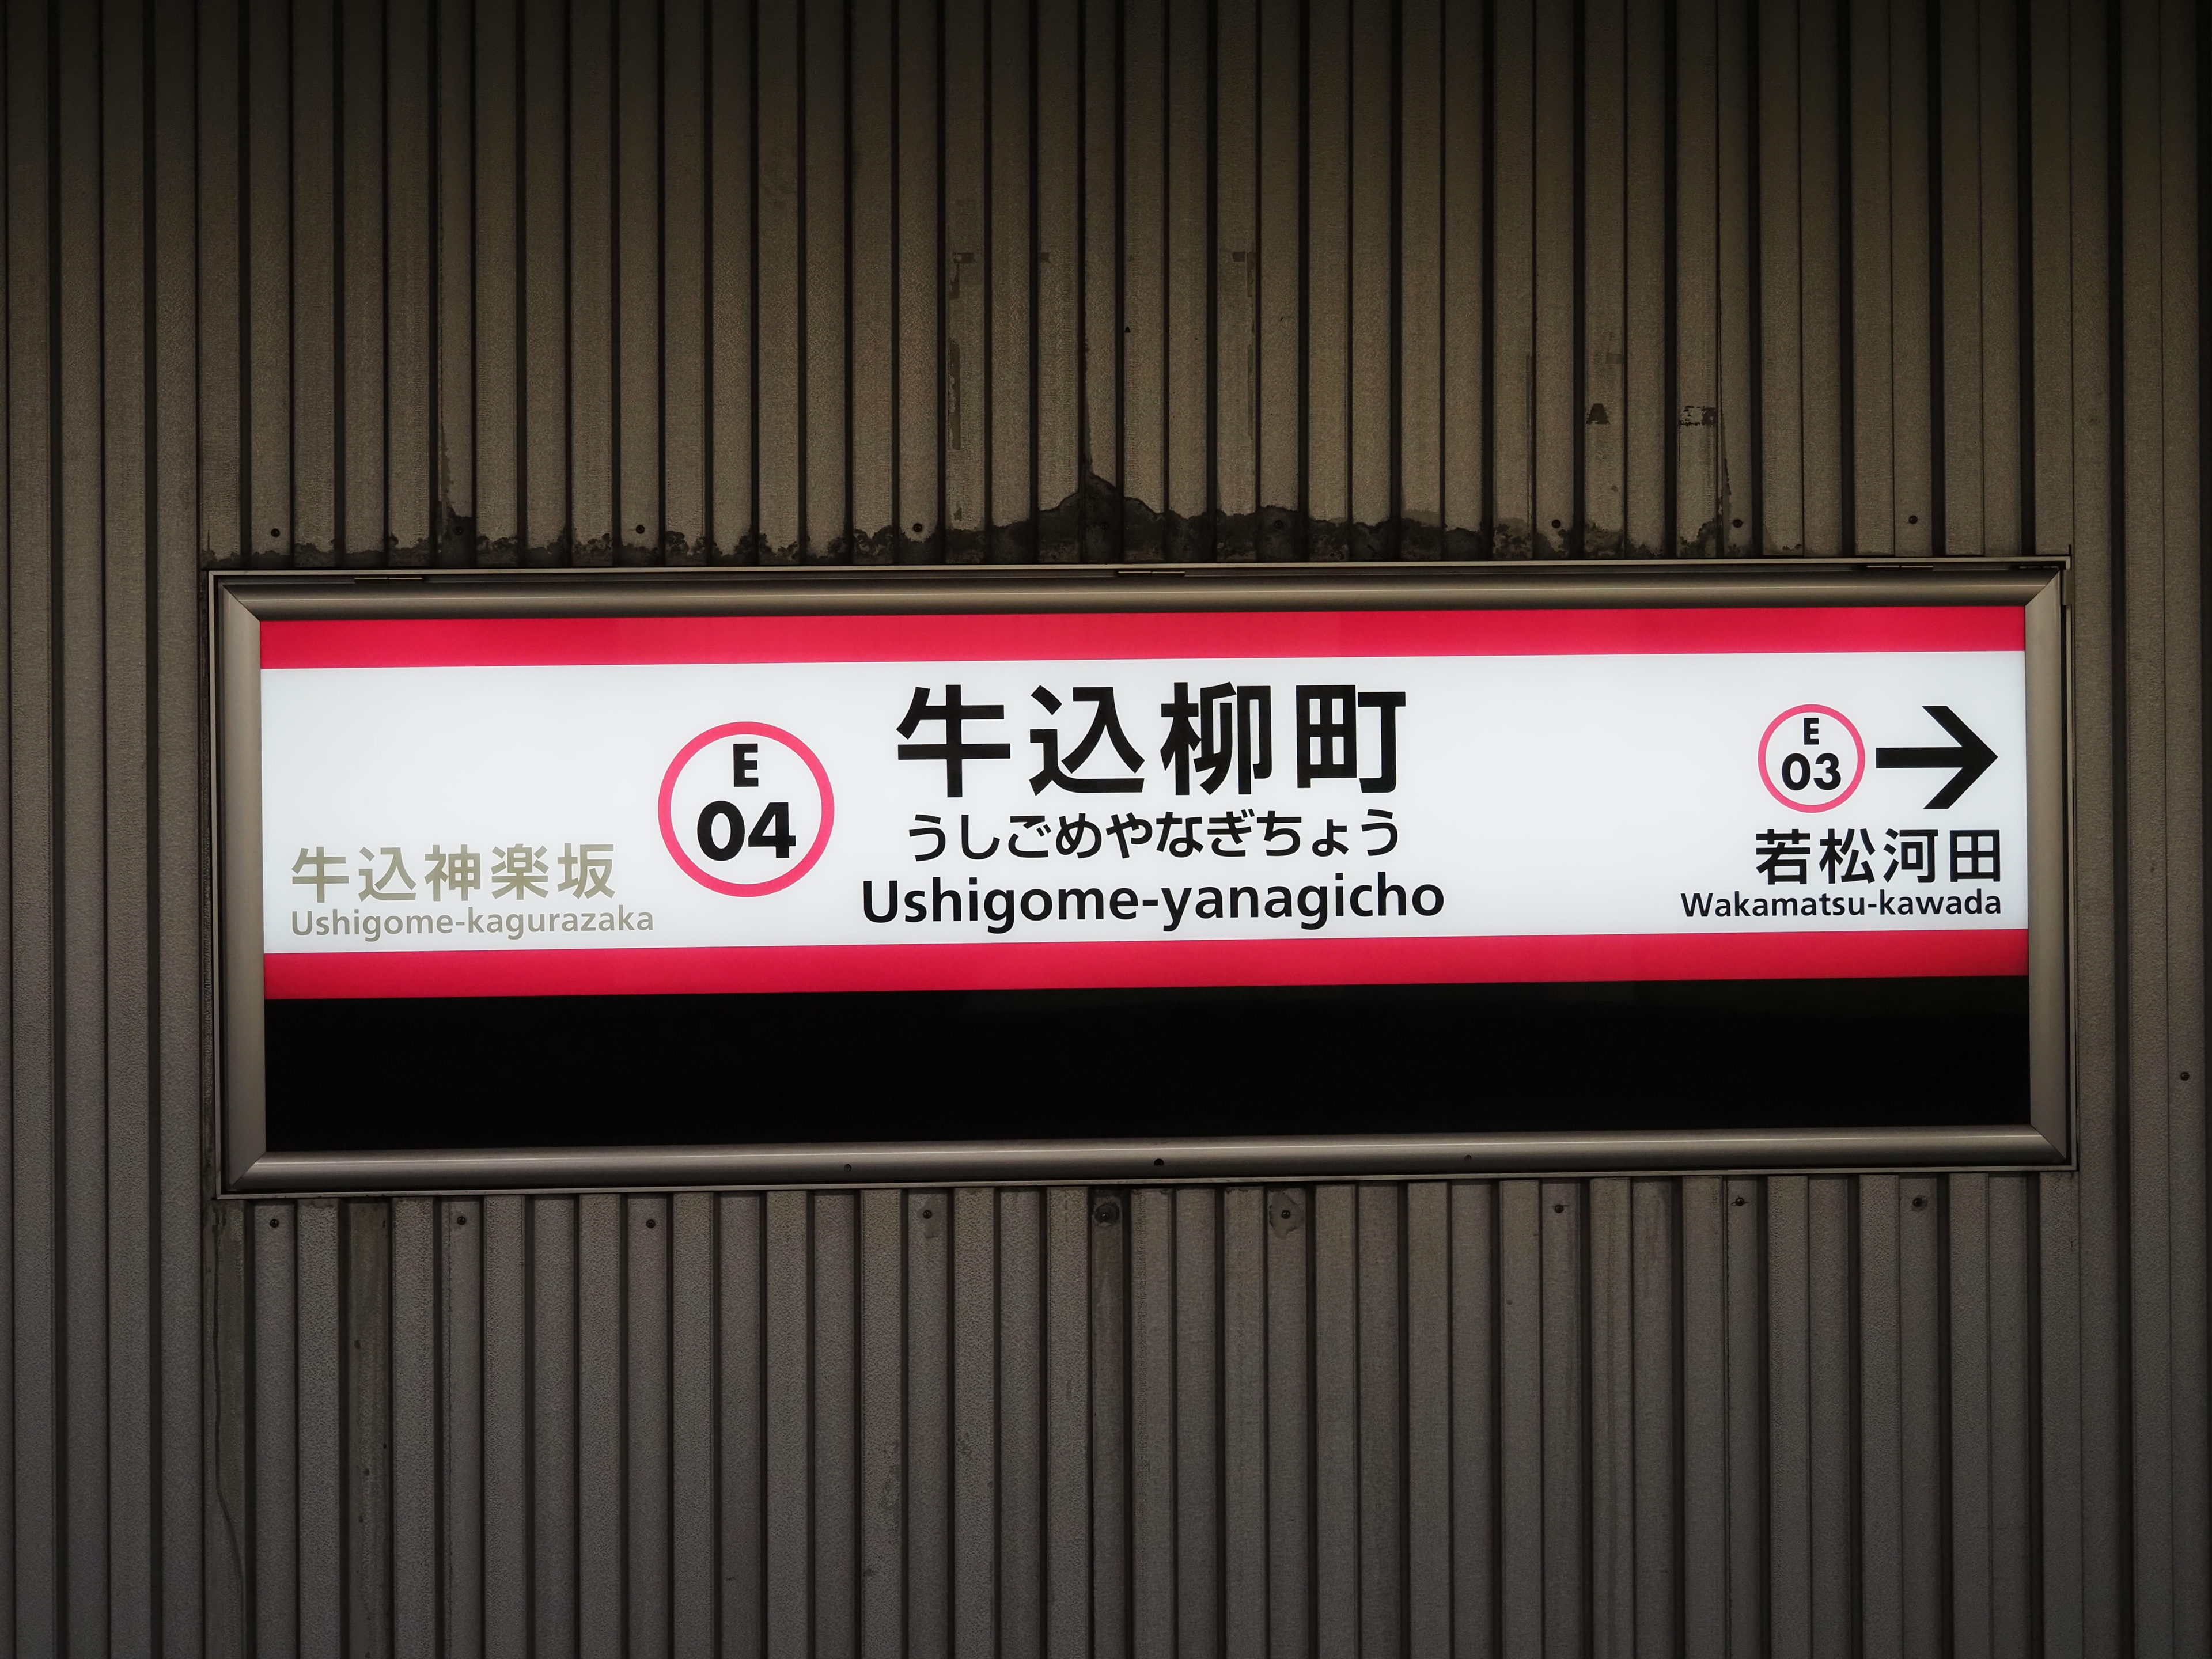 牛込神楽坂
Ushigome-kagurazaka
E
04
牛込柳町
うしごめやなぎちょう
Ushigome-yanagicho
E
03
若松河田
Wakamatsu-kawada